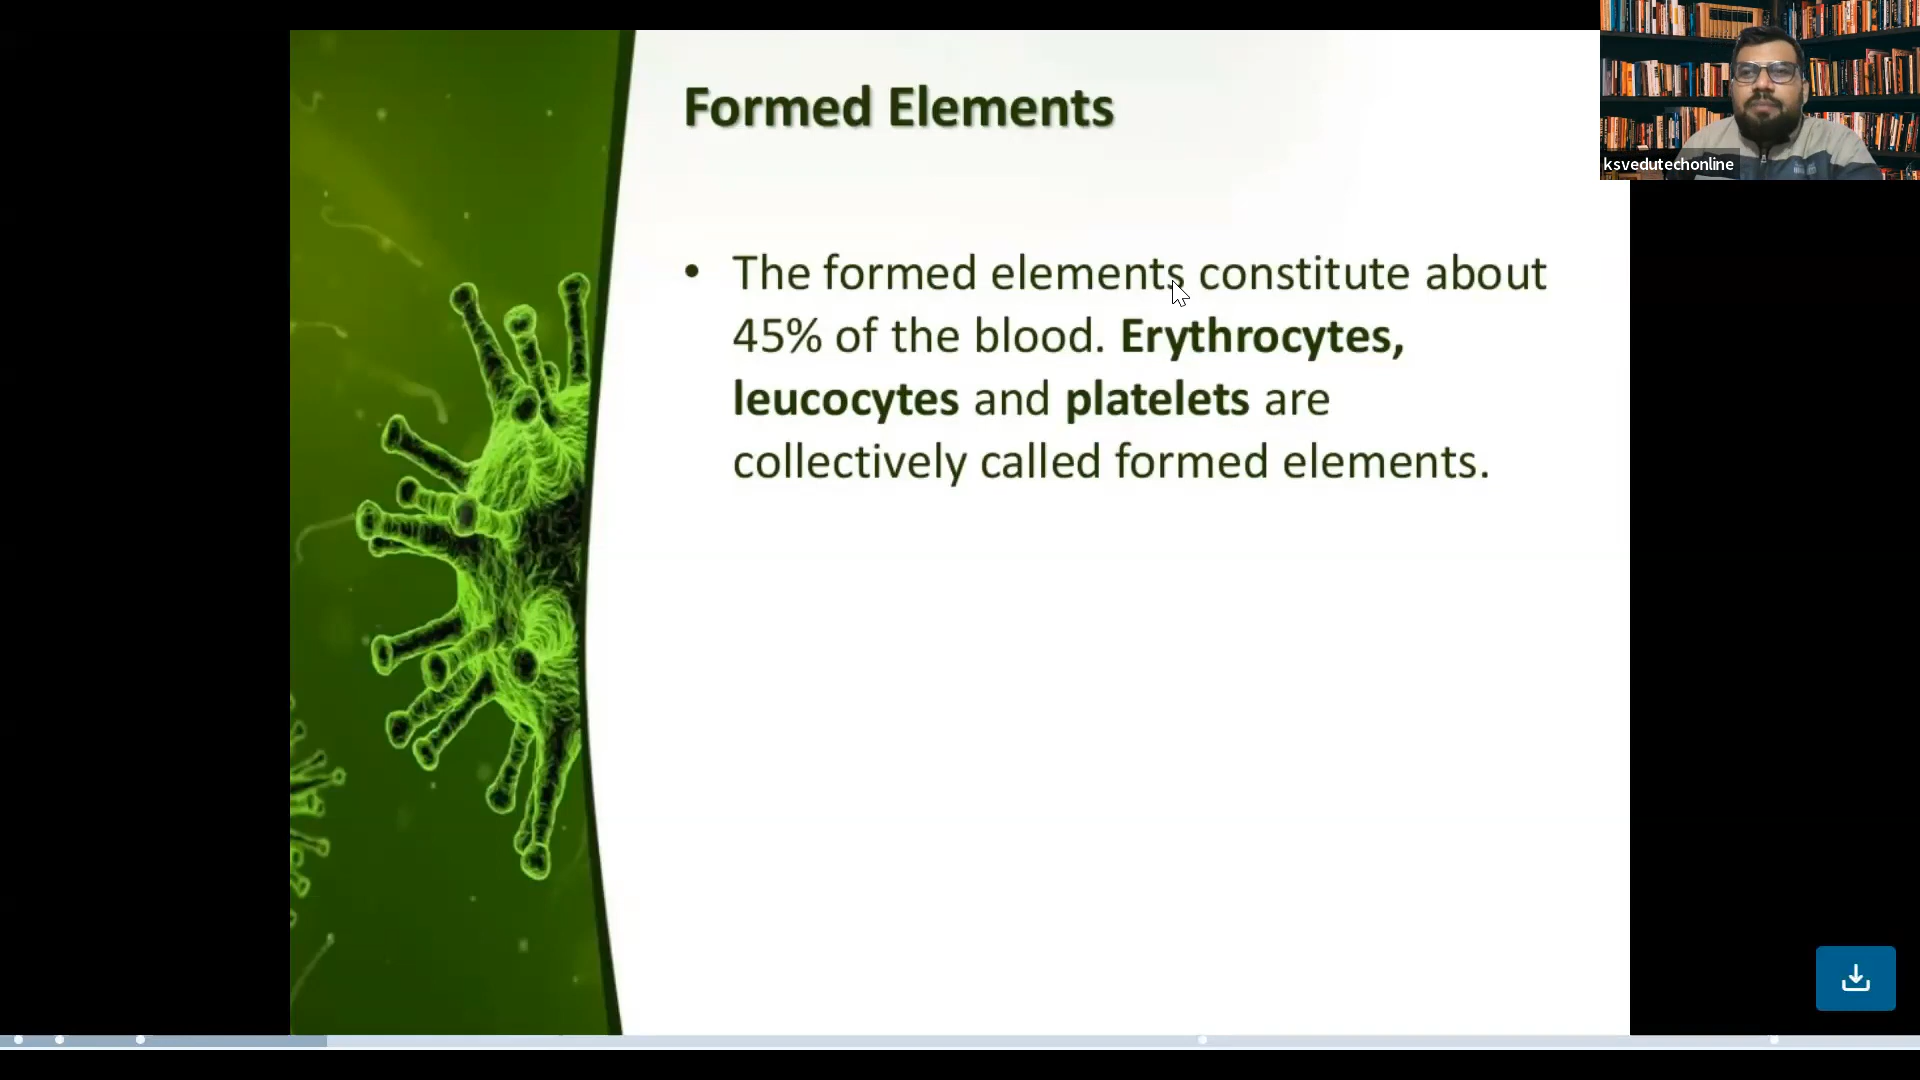 Formed Elements
ksvedutechonline
• The formed elements constitute about
45% of the blood. Erythrocytes,
leucocytes and platelets are
collectively called formed elements.